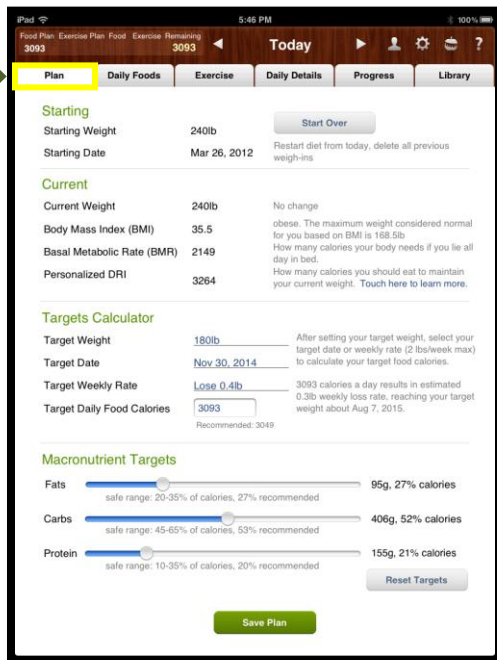 iPad 5:46 PM 100%
Food Plan Exercise Plan Food Exercise Remaining
3093 3093
Today ?
Plan Daily Foods Exercise Daily Details Progress Library
Starting
Starting Weight 240lb Start Over
Starting Date Mar 26, 2012 Restart diet from today, delete all previous
weigh-ins
Current
Current Weight 240lb No change
Body Mass Index (BMI) 35.5 obese. The maximum weight considered normal
for you based on BMI is 168.5lb
Basal Metabolic Rate (BMR) 2149 How many calories your body needs if you lie all
day in bed.
Personalized DRI 3264 How many calories you should eat to maintain
your current weight. Touch here to learn more.
Targets Calculator
Target Weight 180lb After setting your target weight, select your
target date or weekly rate (2 lbs/week max)
Target Date Nov 30, 2014 to calculate your target food calories.
Target Weekly Rate Lose 0.4lb 3093 calories a day results in estimated
0.3lb weekly loss rate, reaching your target
Target Daily Food Calories 3093 weight about Aug 7, 2015.
Recommended: 3049
Macronutrient Targets
Fats 95g, 27% calories
safe range: 20-35% of calories, 27% recommended
Carbs 406g, 52% calories
safe range: 45-65% of calories, 53% recommended
Protein 155g, 21% calories
safe range: 10-35% of calories, 20% recommended
Reset Targets
Save Plan